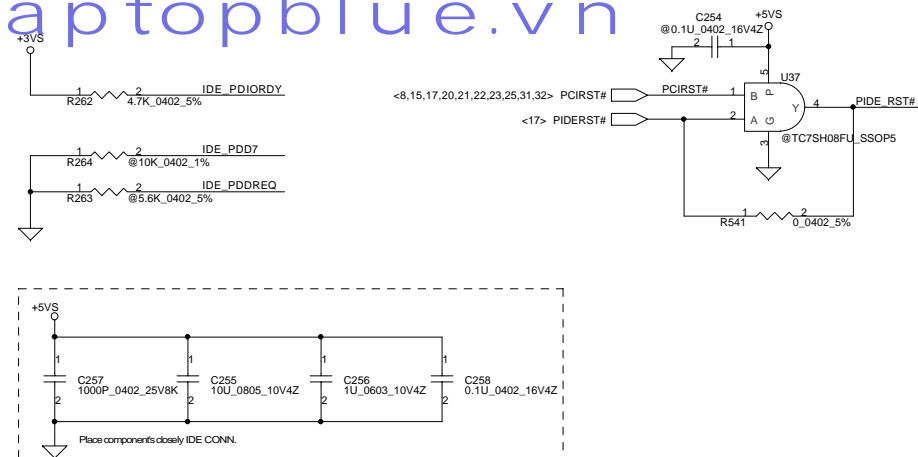 aptopblue.vn
+3VS
1 2 IDE_PDIORDY
R262 4.7K_0402_5%
1 2 IDE_PDD7
R264 @10K_0402_1%
1 2 IDE_PDDREQ
R263 @5.6K_0402_5%
C254 +5VS
@0.1U_0402_16V4Z
2 1
5 U37
<8,15,17,20,21,22,23,25,31,32> PCIRST# PCIRST# 1 B P
Y 4 PIDE_RST#
<17> PIDERST# 2 A G
3 @TC7SH08FU_SSOP5
1 2
R541 0_0402_5%
+5VS
1 1 1 1
C257 C255 C256 C258
1000P_0402_25V8K 10U_0805_10V4Z 1U_0603_10V4Z 0.1U_0402_16V4Z
2 2 2 2
Place component's closely IDE CONN.